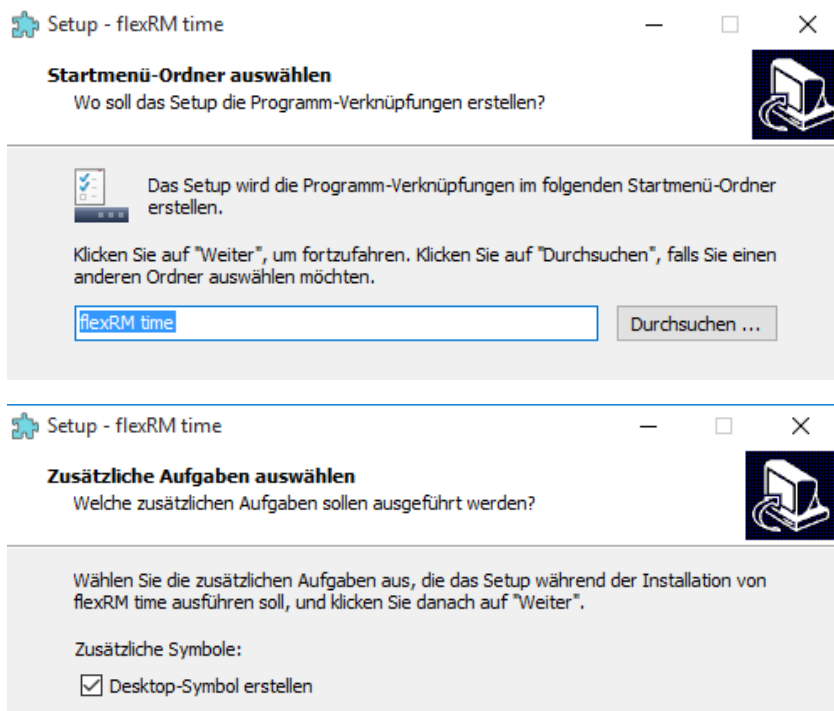 Setup - flexRM time
Startmenü-Ordner auswählen
Wo soll das Setup die Programm-Verknüpfungen erstellen?
Das Setup wird die Programm-Verknüpfungen im folgenden Startmenü-Ordner
erstellen.
Klicken Sie auf "Weiter", um fortzufahren. Klicken Sie auf "Durchsuchen", falls Sie einen
anderen Ordner auswählen möchten.
flexRM time
Durchsuchen ...
Setup - flexRM time
Zusätzliche Aufgaben auswählen
Welche zusätzlichen Aufgaben sollen ausgeführt werden?
Wählen Sie die zusätzlichen Aufgaben aus, die das Setup während der Installation von
flexRM time ausführen soll, und klicken Sie danach auf "Weiter".
Zusätzliche Symbole:
Desktop-Symbol erstellen